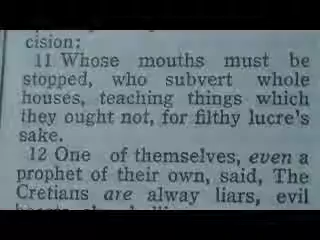 cision:
11 Whose mouths must be
stopped, who subvert whole
houses, teaching things which
they ought not, for filthy lucre's
sake.
12 One of themselves, even a
prophet of their own, said, The
Cretians are alway liars, evil